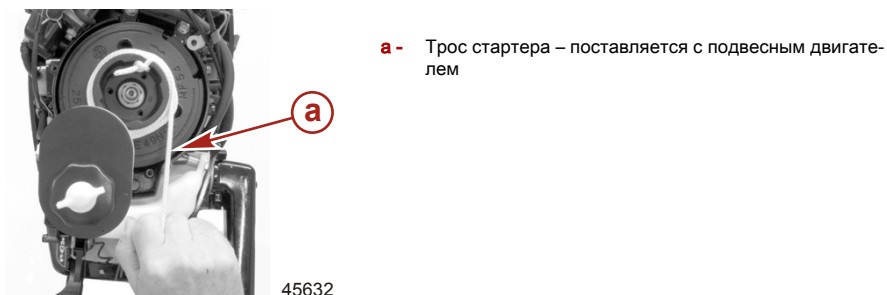 a - Трос стартера – поставляется с подвесным двигате-
лем
a
45632